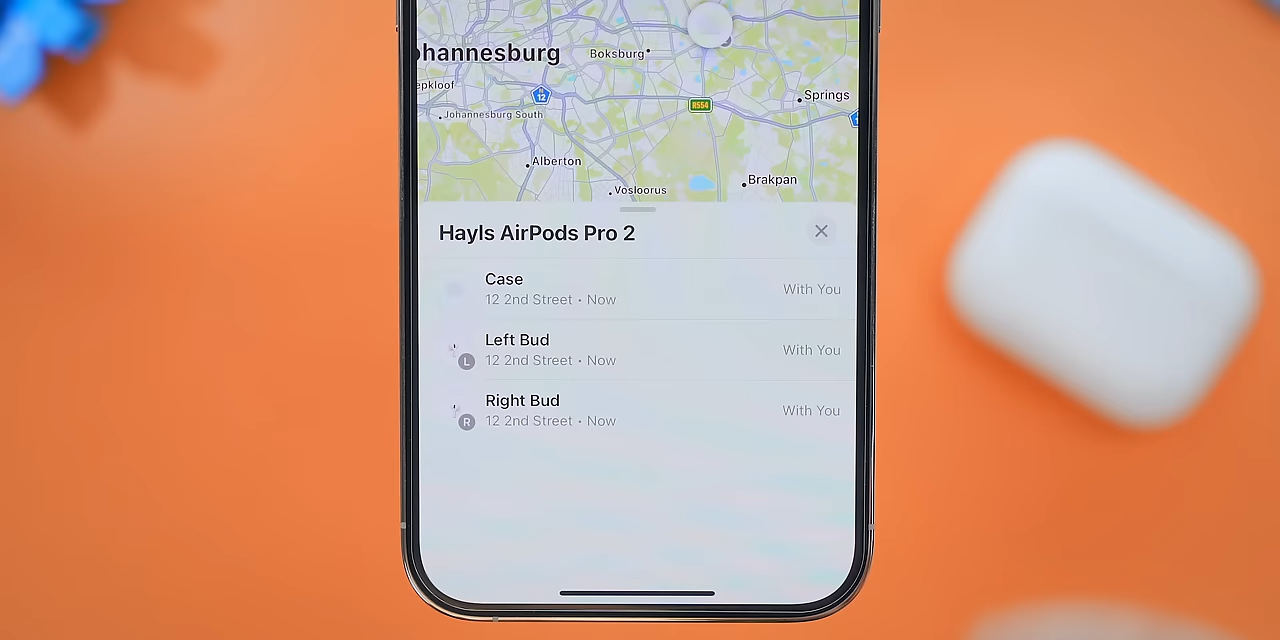 ohannesburg
Boksburg
epkloof
N
12
R554
Springs
Johannesburg South
Alberton
Brakpan
Vosloorus
Hayls AirPods Pro 2
Case
12 2nd Street • Now
With You
Left Bud
L
12 2nd Street • Now
With You
Right Bud
R
12 2nd Street • Now
With You